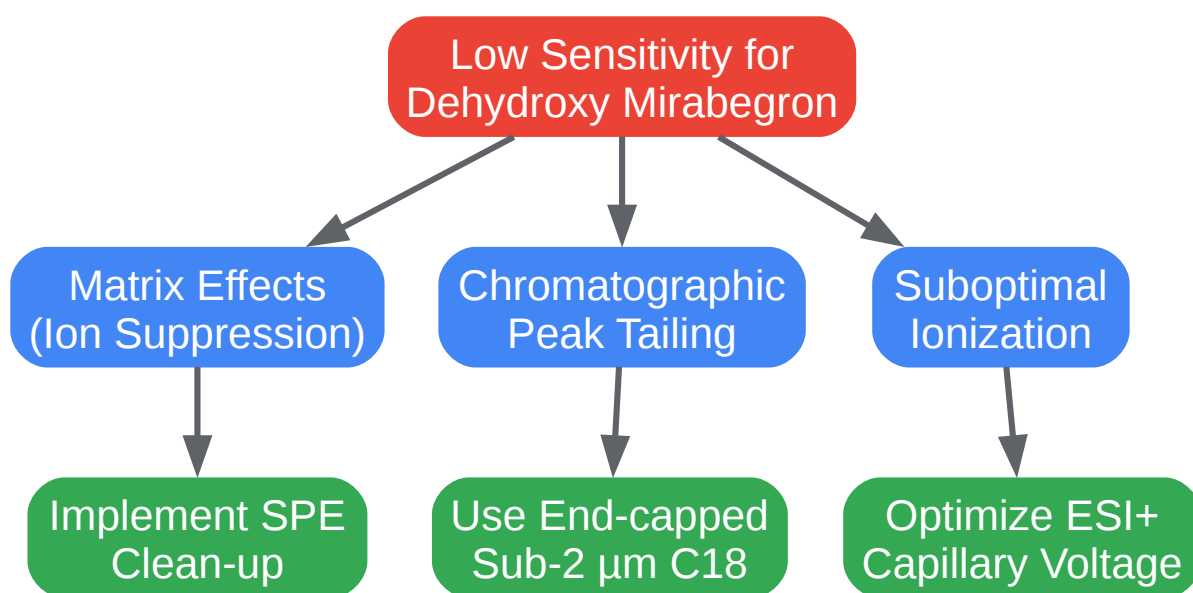 Low Sensitivity for
Dehydroxy Mirabegron
Matrix Effects
(Ion Suppression)
Chromatographic
Peak Tailing
Suboptimal
Ionization
Implement SPE
Clean-up
Use End-capped
Sub-2 µm C18
Optimize ESI+
Capillary Voltage